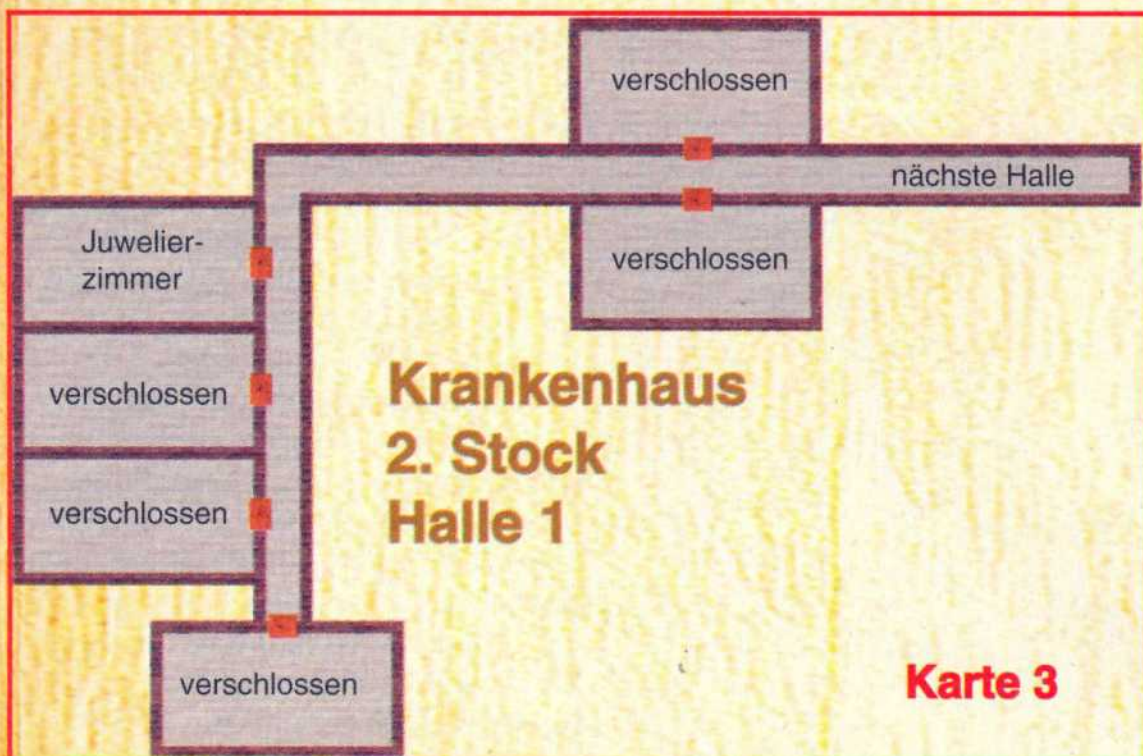 verschlossen
nächste Halle
Juwelier-
zimmer
verschlossen
verschlossen
verschlossen
verschlossen
Krankenhaus
2. Stock
Halle 1
Karte 3